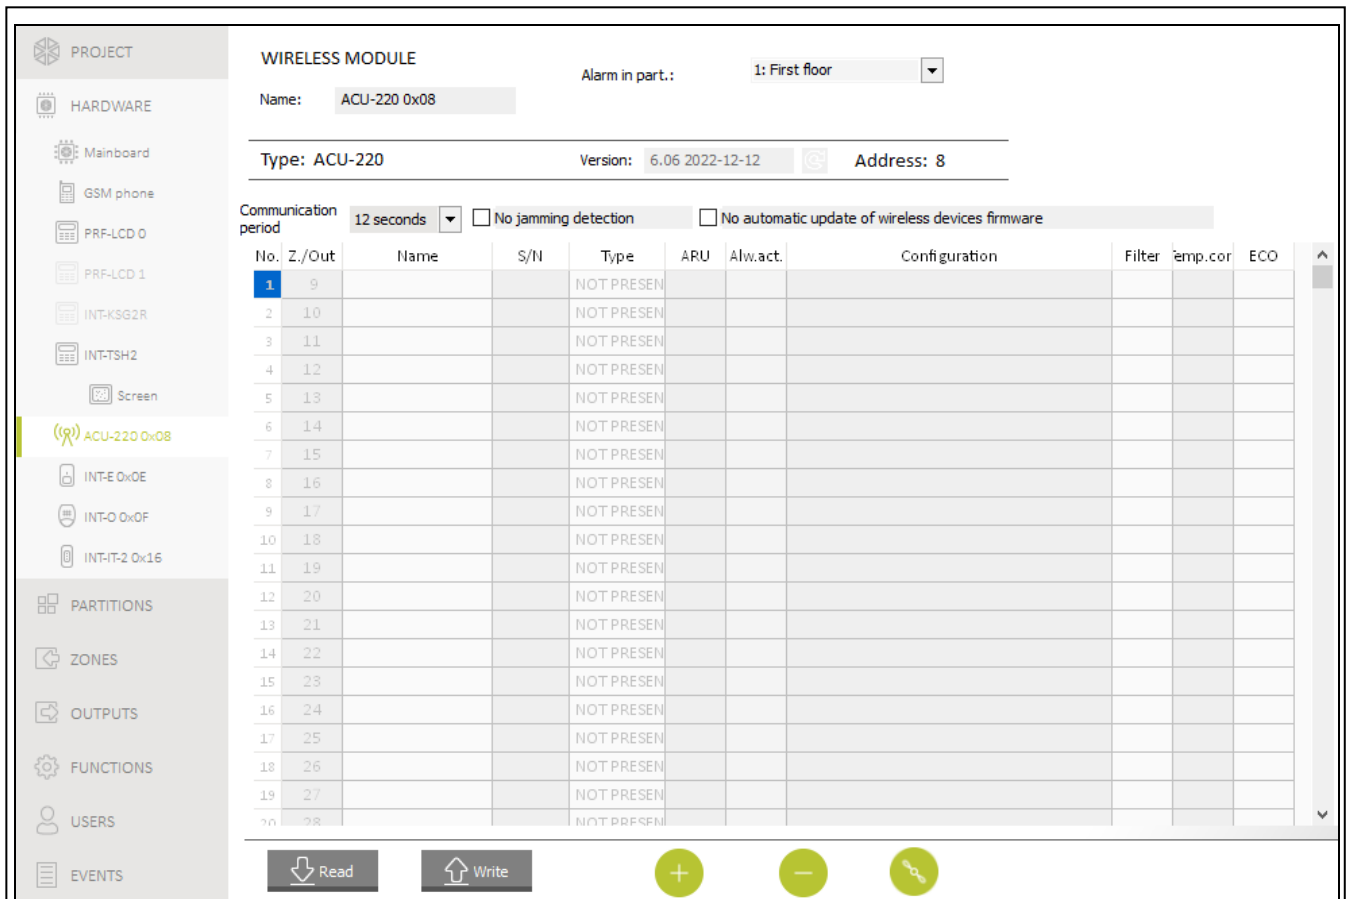 PROJECT
HARDWARE
Mainboard
GSM phone
PRF-LCD 0
PRF-LCD 1
INT-KSG2R
INT-TSH2
Screen
ACU-220 0x08
INT-E 0x0E
INT-O 0x0F
INT-IT-2 0x16
PARTITIONS
ZONES
OUTPUTS
FUNCTIONS
USERS
EVENTS
WIRELESS MODULE
Alarm in part.: 1: First floor
Name: ACU-220 0x08
Type: ACU-220 Version: 6.06 2022-12-12 Address: 8
Communication period 12 seconds No jamming detection No automatic update of wireless devices firmware
No. Z./Out Name S/N Type ARU Alw.act. Configuration Filter Temp.cor ECO
1 9 NOT PRESEN
2 10 NOT PRESEN
3 11 NOT PRESEN
4 12 NOT PRESEN
5 13 NOT PRESEN
6 14 NOT PRESEN
7 15 NOT PRESEN
8 16 NOT PRESEN
9 17 NOT PRESEN
10 18 NOT PRESEN
11 19 NOT PRESEN
12 20 NOT PRESEN
13 21 NOT PRESEN
14 22 NOT PRESEN
15 23 NOT PRESEN
16 24 NOT PRESEN
17 25 NOT PRESEN
18 26 NOT PRESEN
19 27 NOT PRESEN
20 28 NOT PRESEN
Read Write